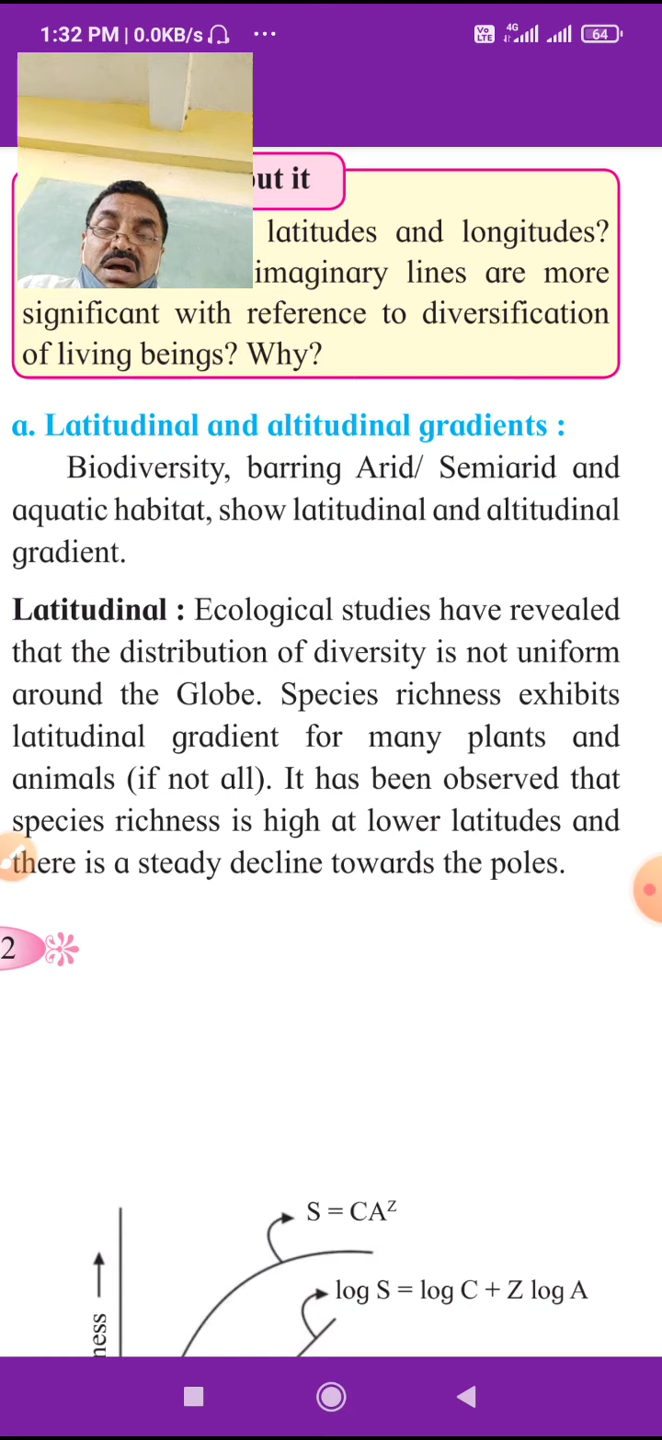 1:32 PM | 0.0KB/s ...
Vo LTE 4G 64
ut it
latitudes and longitudes?
imaginary lines are more
significant with reference to diversification
of living beings? Why?
a. Latitudinal and altitudinal gradients :
Biodiversity, barring Arid/ Semiarid and
aquatic habitat, show latitudinal and altitudinal
gradient.
Latitudinal : Ecological studies have revealed
that the distribution of diversity is not uniform
around the Globe. Species richness exhibits
latitudinal gradient for many plants and
animals (if not all). It has been observed that
species richness is high at lower latitudes and
there is a steady decline towards the poles.
2
S = CAᶻ
log S = log C + Z log A
ness